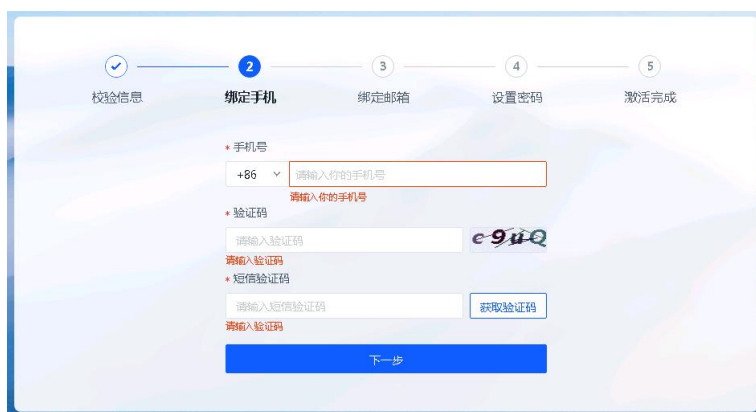 2 3 4 5
校验信息 绑定手机 绑定邮箱 设置密码 激活完成
* 手机号
+86 请输入你的手机号
请输入你的手机号
* 验证码
请输入验证码 e9uQ
请输入验证码
* 短信验证码
请输入短信验证码 获取验证码
请输入验证码
下一步